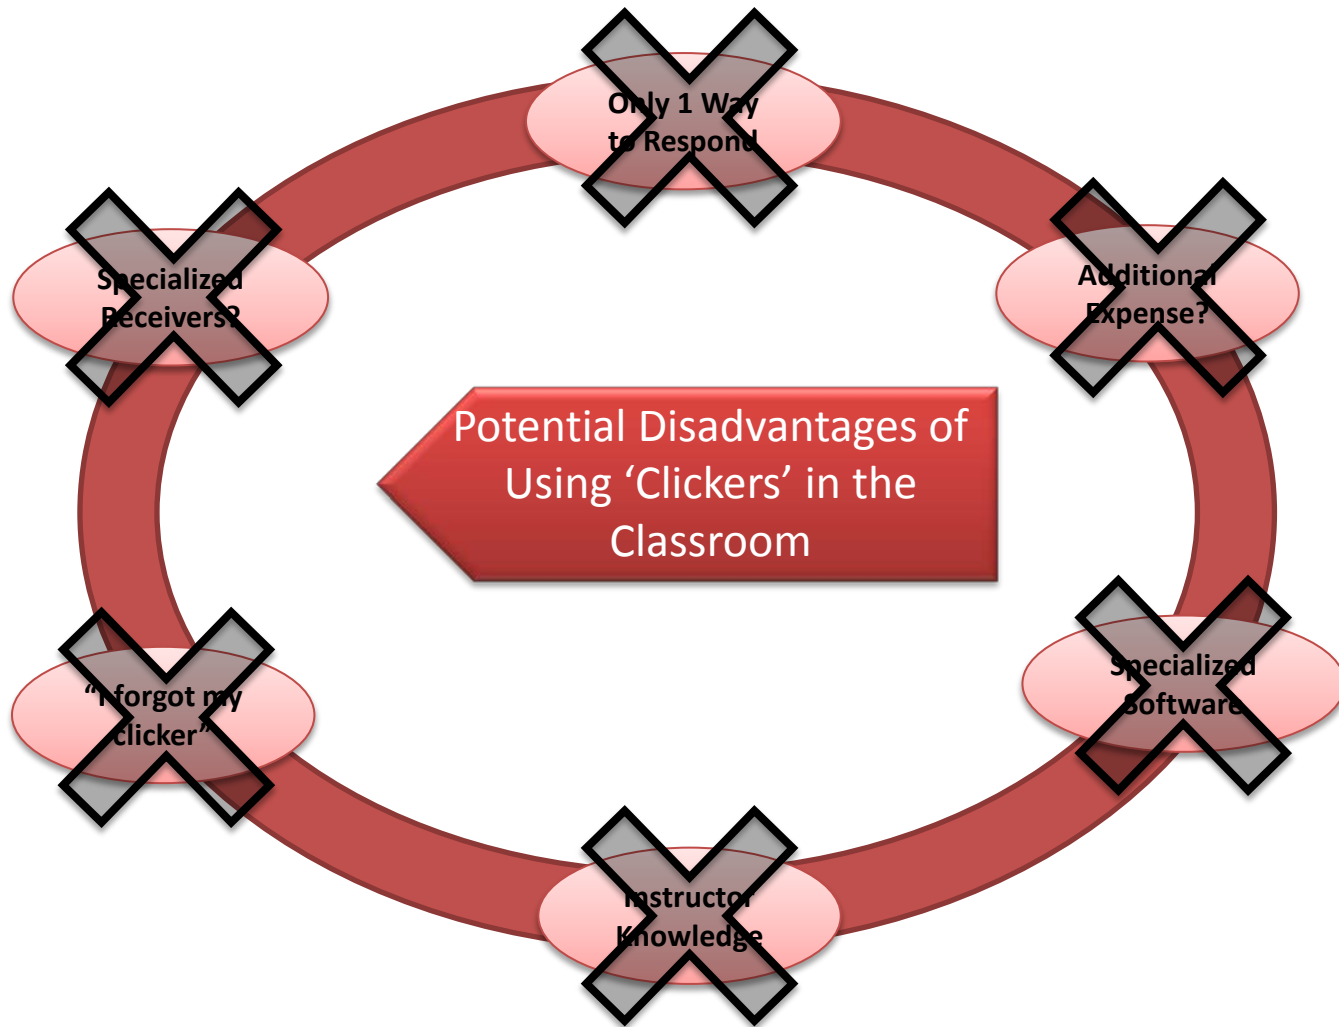 Only 1 Way
to Respond
Additional
Expense?
Specialized
Software
Instructor
Knowledge
“I forgot my
clicker”
Specialized
Receivers?
Potential Disadvantages of
Using ‘Clickers’ in the
Classroom